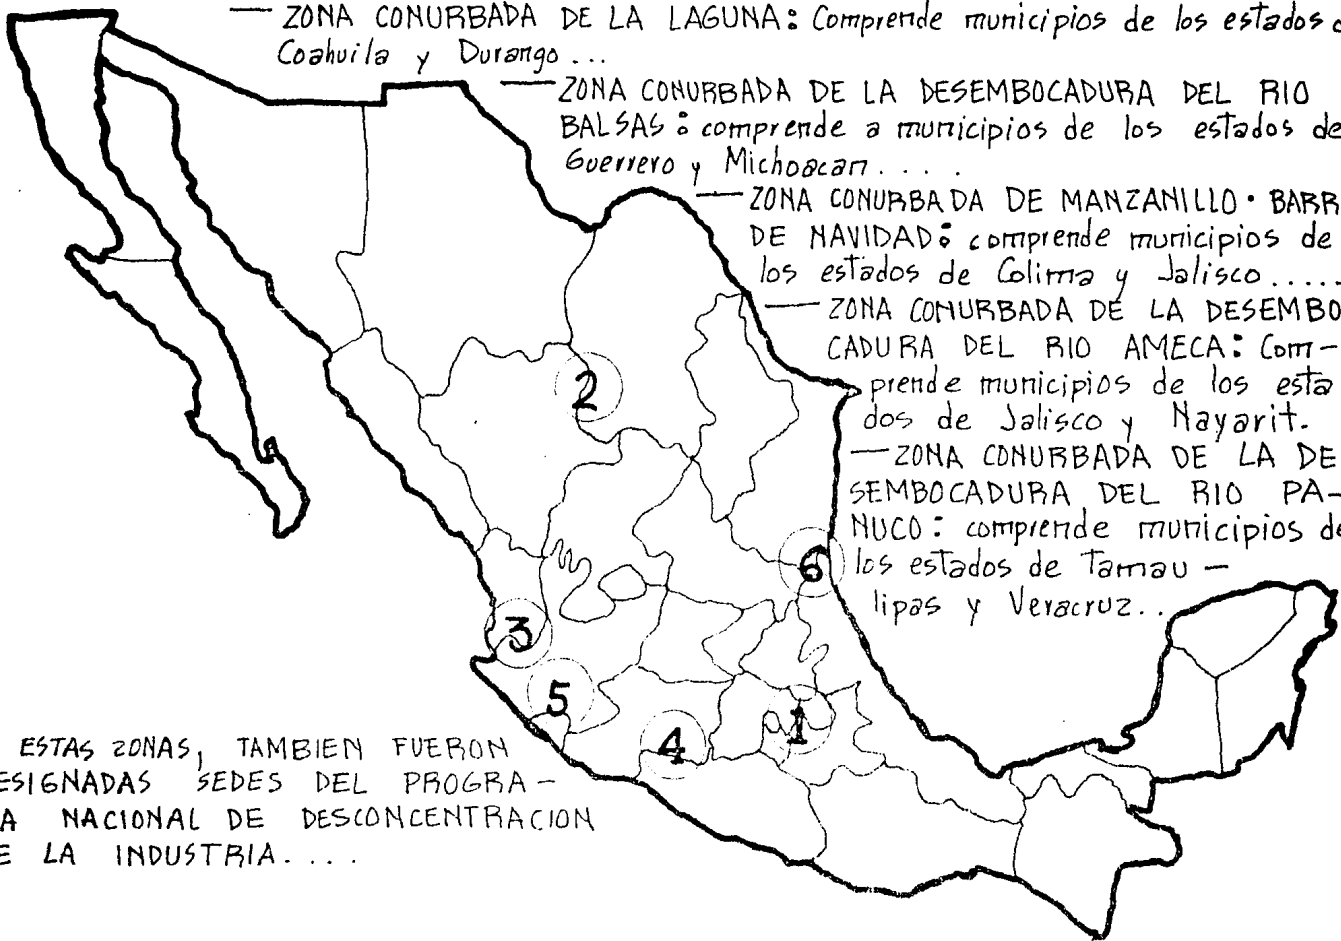 — ZONA CONURBADA DE LA LAGUNA: Comprende municipios de los estados d
Coahuila y Durango ...
— ZONA CONURBADA DE LA DESEMBOCADURA DEL RIO
BALSAS: comprende a municipios de los estados de
Guerrero y Michoacan . . . .
— ZONA CONURBADA DE MANZANILLO · BARR
DE NAVIDAD: comprende municipios de
los estados de Colima y Jalisco .....
— ZONA CONURBADA DE LA DESEMBO
CADURA DEL RIO AMECA: Com-
prende municipios de los esta
dos de Jalisco y Nayarit.
— ZONA CONURBADA DE LA DE
SEMBOCADURA DEL RIO PA-
NUCO: comprende municipios de
los estados de Tamau -
lipas y Veracruz..
2
6
3
5
4
1
ESTAS ZONAS, TAMBIEN FUERON
ESIGNADAS SEDES DEL PROGRA -
A NACIONAL DE DESCONCENTRACION
E LA INDUSTRIA....